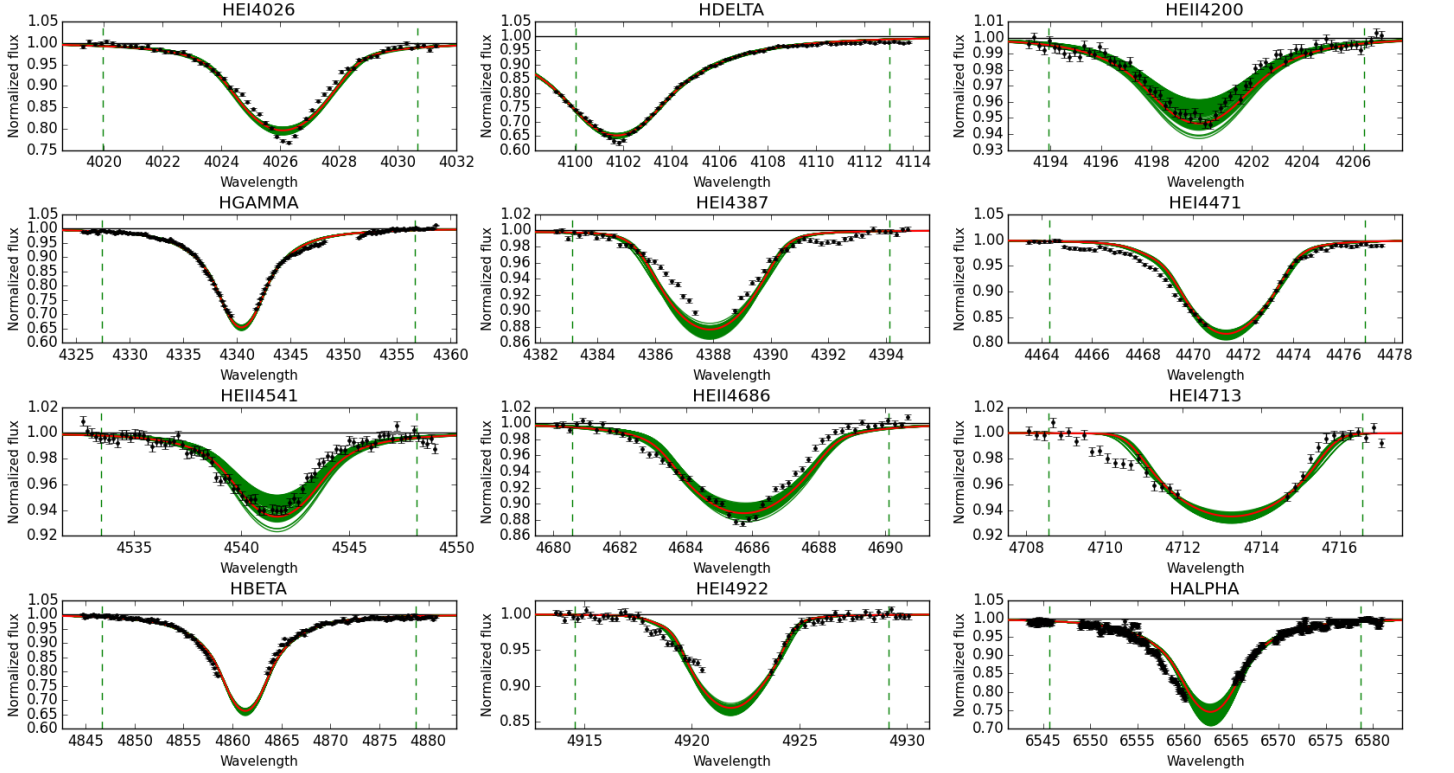 HEI4026
Normalized flux
1.05
1.00
0.95
0.90
0.85
0.80
0.75
4020 4022 4024 4026 4028 4030 4032
Wavelength
HDELTA
Normalized flux
1.05
1.00
0.95
0.90
0.85
0.80
0.75
0.70
0.65
0.60
4100 4102 4104 4106 4108 4110 4112 4114
Wavelength
HEII4200
Normalized flux
1.01
1.00
0.99
0.98
0.97
0.96
0.95
0.94
0.93
4194 4196 4198 4200 4202 4204 4206
Wavelength
HGAMMA
Normalized flux
1.05
1.00
0.95
0.90
0.85
0.80
0.75
0.70
0.65
0.60
4325 4330 4335 4340 4345 4350 4355 4360
Wavelength
HEI4387
Normalized flux
1.02
1.00
0.98
0.96
0.94
0.92
0.90
0.88
0.86
4382 4384 4386 4388 4390 4392 4394
Wavelength
HEI4471
Normalized flux
1.05
1.00
0.95
0.90
0.85
0.80
4464 4466 4468 4470 4472 4474 4476 4478
Wavelength
HEII4541
Normalized flux
1.02
1.00
0.98
0.96
0.94
0.92
4535 4540 4545 4550
Wavelength
HEII4686
Normalized flux
1.02
1.00
0.98
0.96
0.94
0.92
0.90
0.88
0.86
4680 4682 4684 4686 4688 4690
Wavelength
HEI4713
Normalized flux
1.02
1.00
0.98
0.96
0.94
0.92
4708 4710 4712 4714 4716
Wavelength
HBETA
Normalized flux
1.05
1.00
0.95
0.90
0.85
0.80
0.75
0.70
0.65
0.60
4845 4850 4855 4860 4865 4870 4875 4880
Wavelength
HEI4922
Normalized flux
1.00
0.95
0.90
0.85
4915 4920 4925 4930
Wavelength
HALPHA
Normalized flux
1.05
1.00
0.95
0.90
0.85
0.80
0.75
0.70
6545 6550 6555 6560 6565 6570 6575 6580
Wavelength